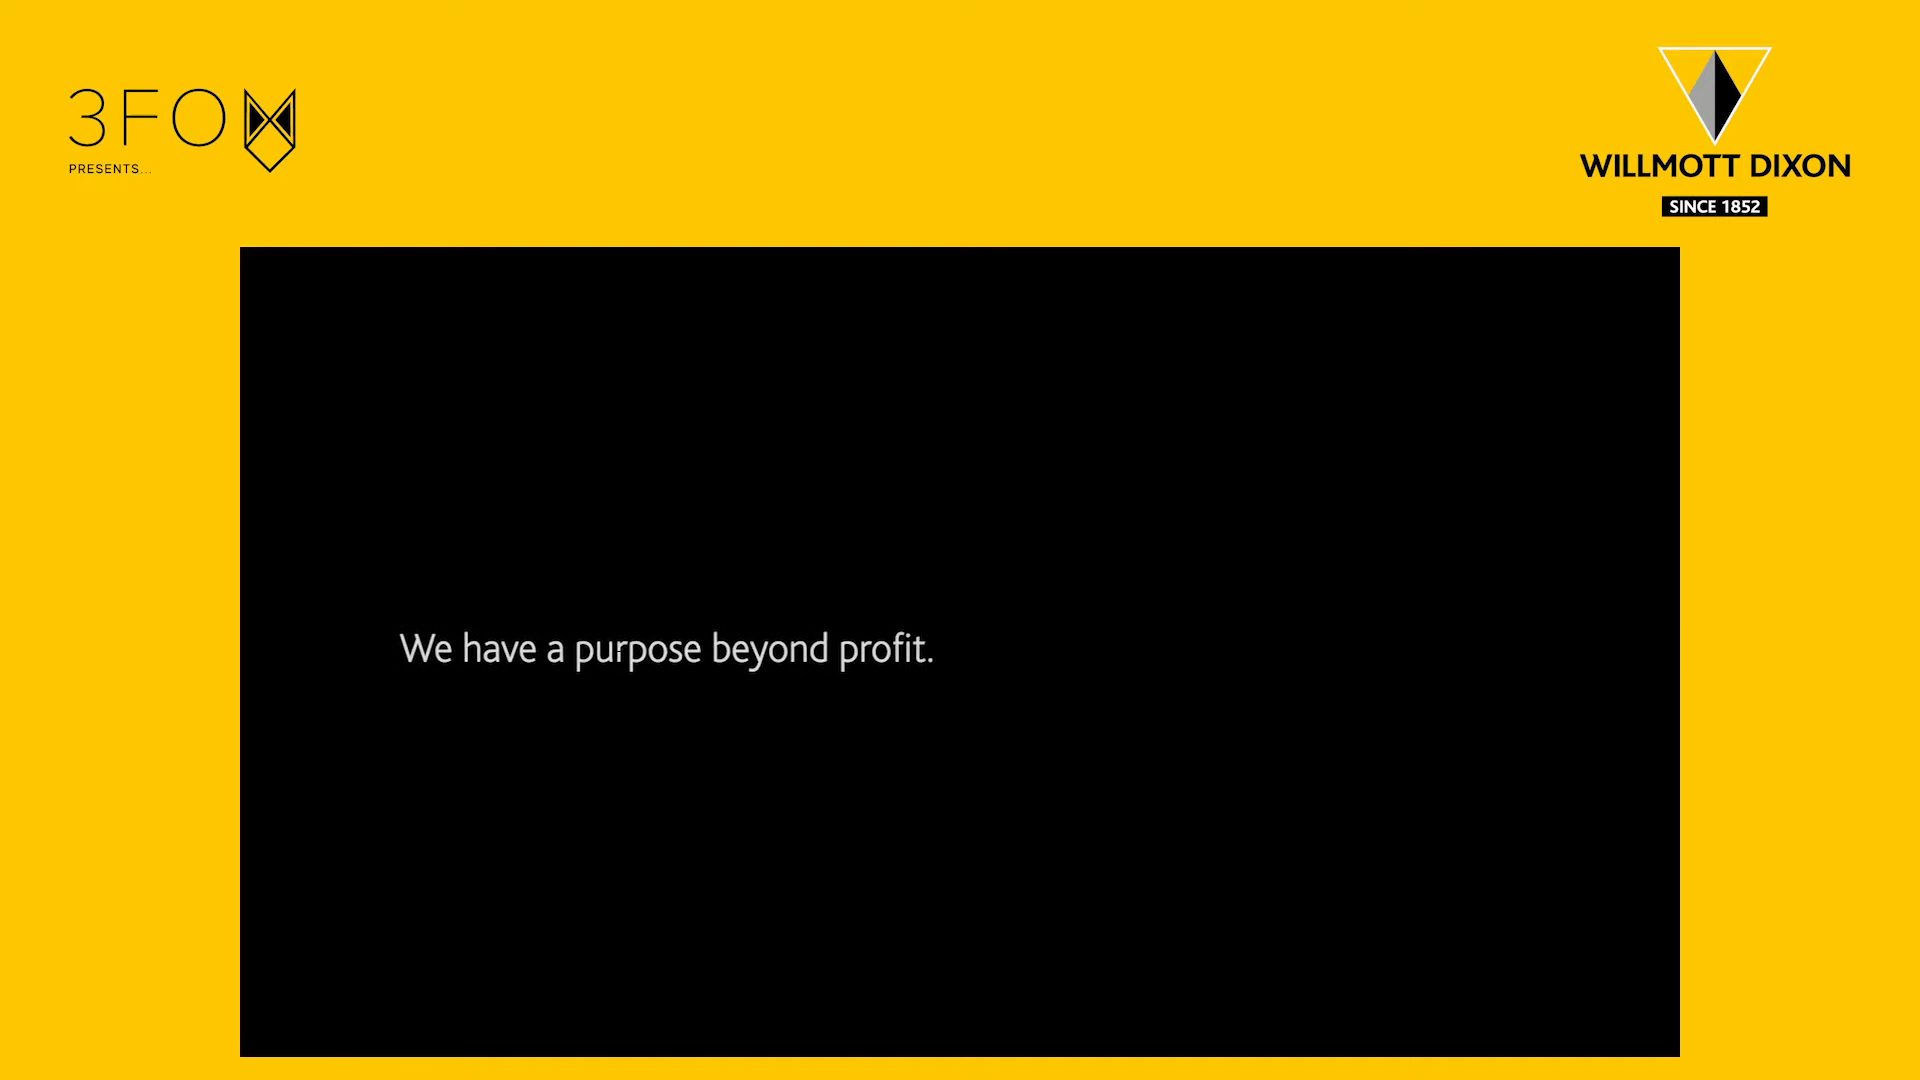 3FOX
PRESENTS...
WILLMOTT DIXON
SINCE 1852
We have a purpose beyond profit.